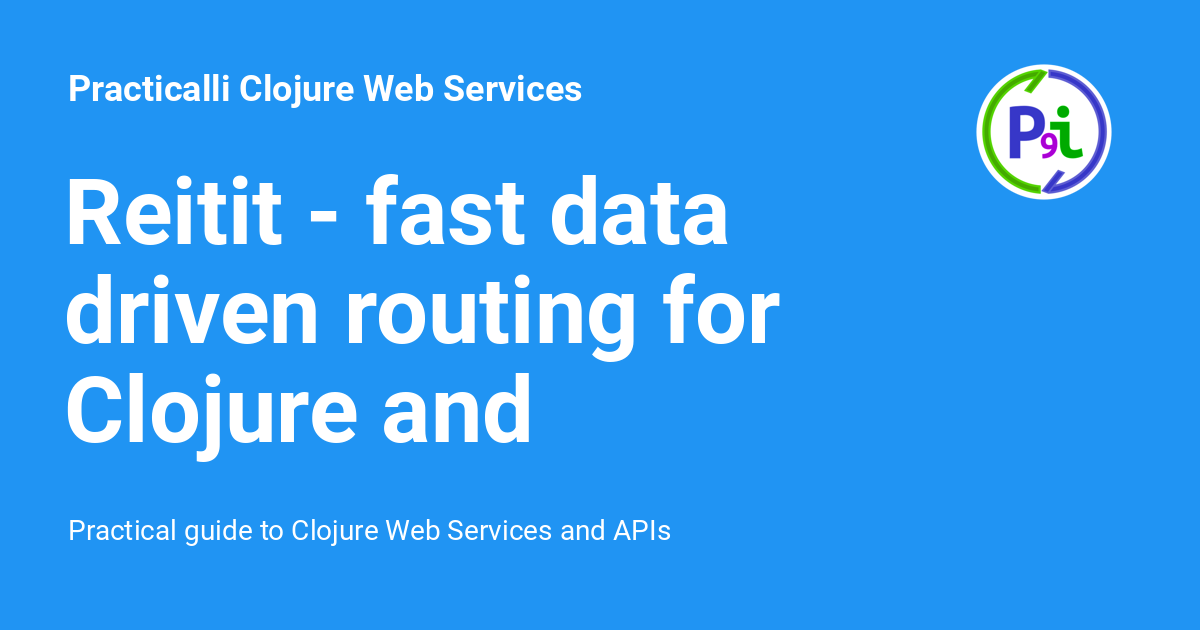 Practicalli Clojure Web Services
P9i
Reitit - fast data
driven routing for
Clojure and
Practical guide to Clojure Web Services and APIs